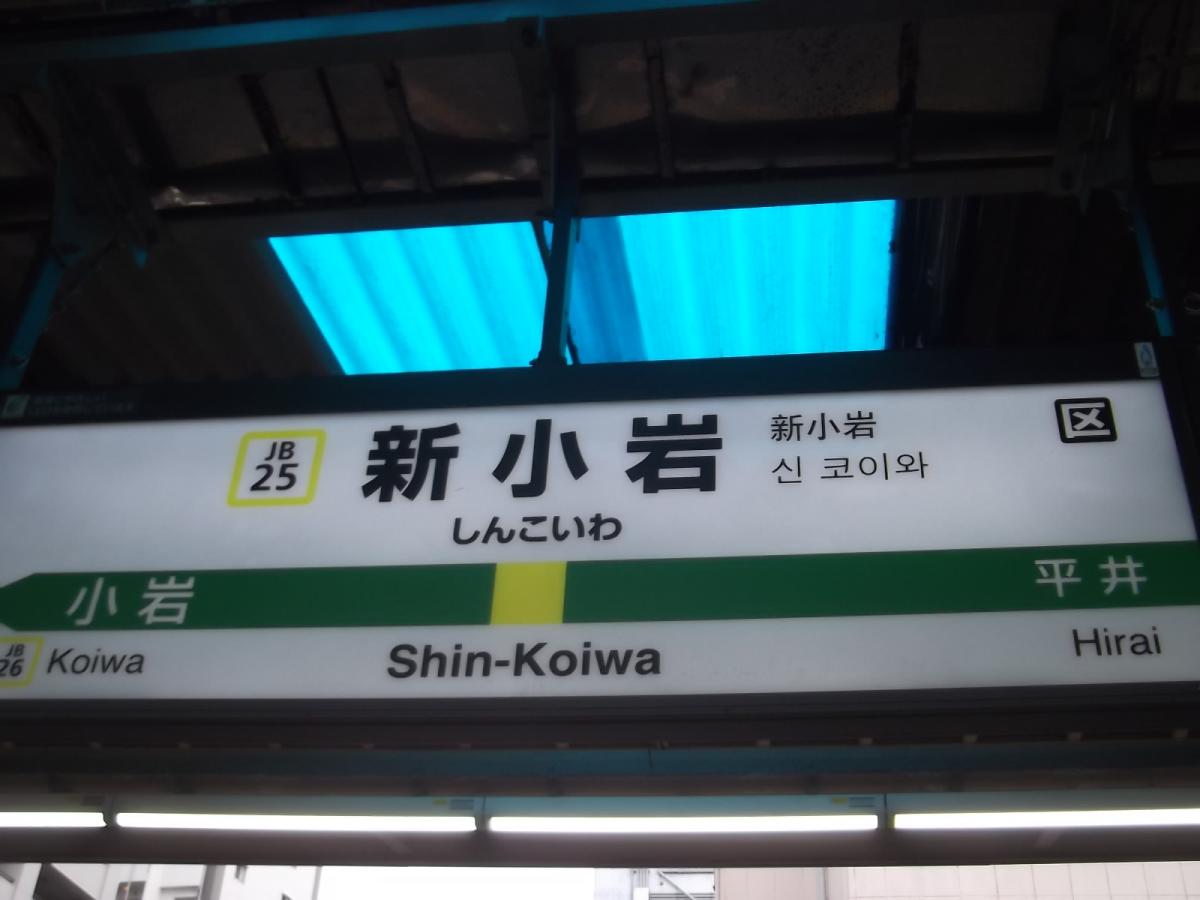 JB
25
新小岩
しんこいわ
新小岩
신 코이와
区
小岩
平井
JB
26
Koiwa
Shin-Koiwa
Hirai